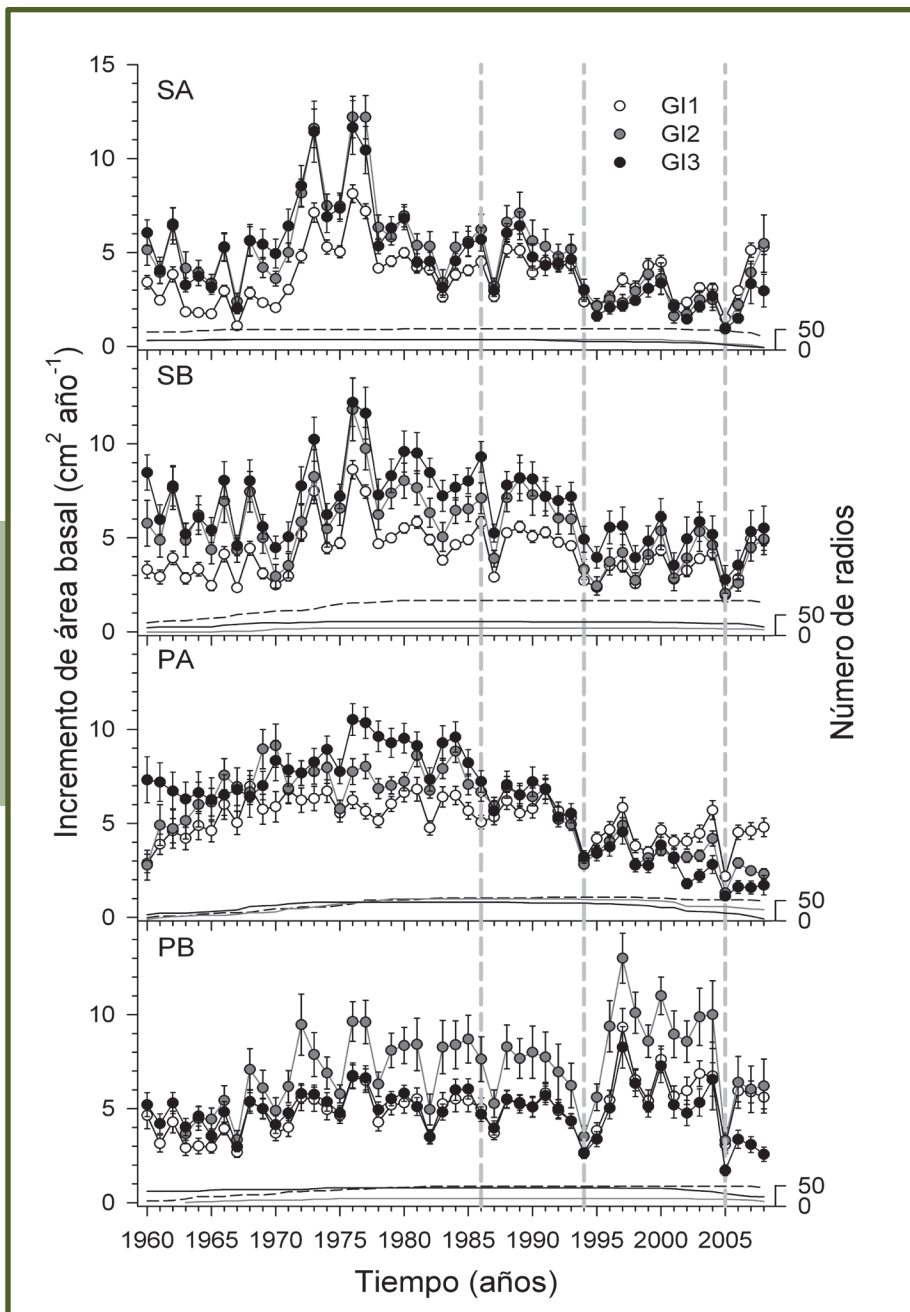 15
SA
GI1
GI2
GI3
10
5
0
50
0
SB
10
5
0
50
0
PA
10
5
0
50
0
PB
10
5
0
50
0
1960 1965 1970 1975 1980 1985 1990 1995 2000 2005
Tiempo (años)
Incremento de área basal (cm² año⁻¹)
Número de radios